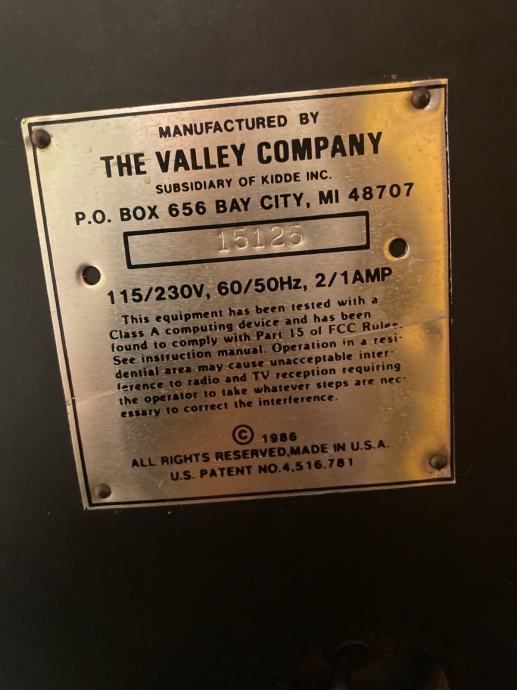 MANUFACTURED BY
THE VALLEY COMPANY
SUBSIDIARY OF KIDDE INC.
P.O. BOX 656 BAY CITY, MI 48707
15125
115/230V, 60/50Hz, 2/1AMP
This equipment has been tested with a
Class A computing device and has been
found to comply with Part 15 of FCC Rules.
See instruction manual. Operation in a resi-
dential area may cause unacceptable inter-
ference to radio and TV reception requiring
the operator to take whatever steps are nec-
essary to correct the interference.
© 1986
ALL RIGHTS RESERVED,MADE IN U.S.A.
U.S. PATENT NO.4,516.781